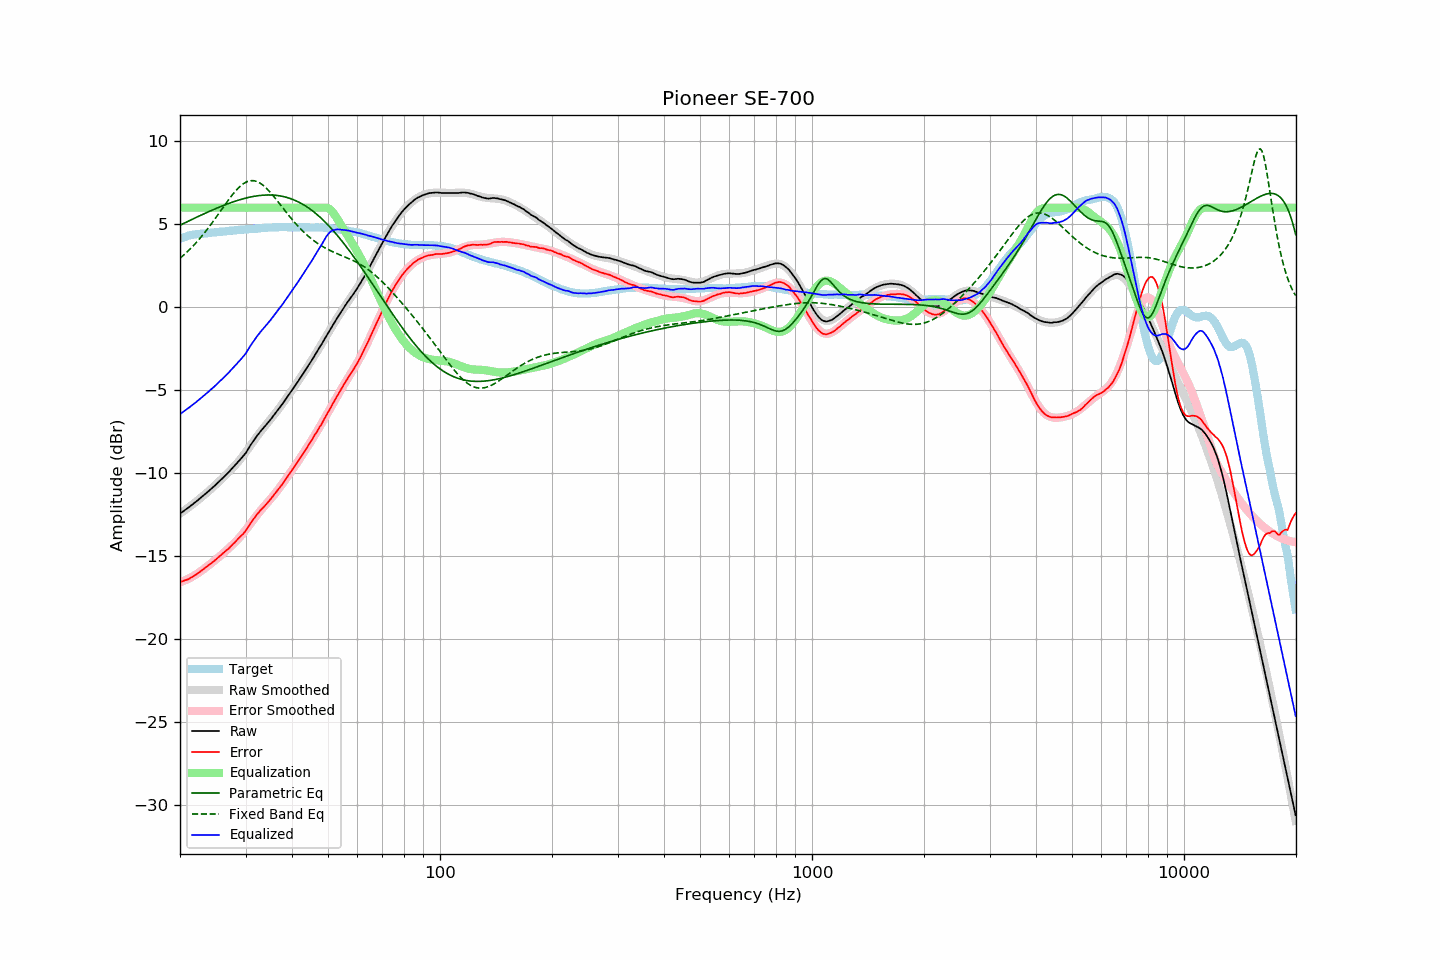 Pioneer SE-700
10
5
0
−5
−10
−15
−20
−25
−30
Amplitude (dBr)
Target
Raw Smoothed
Error Smoothed
Raw
Error
Equalization
Parametric Eq
Fixed Band Eq
Equalized
100
1000
10000
Frequency (Hz)